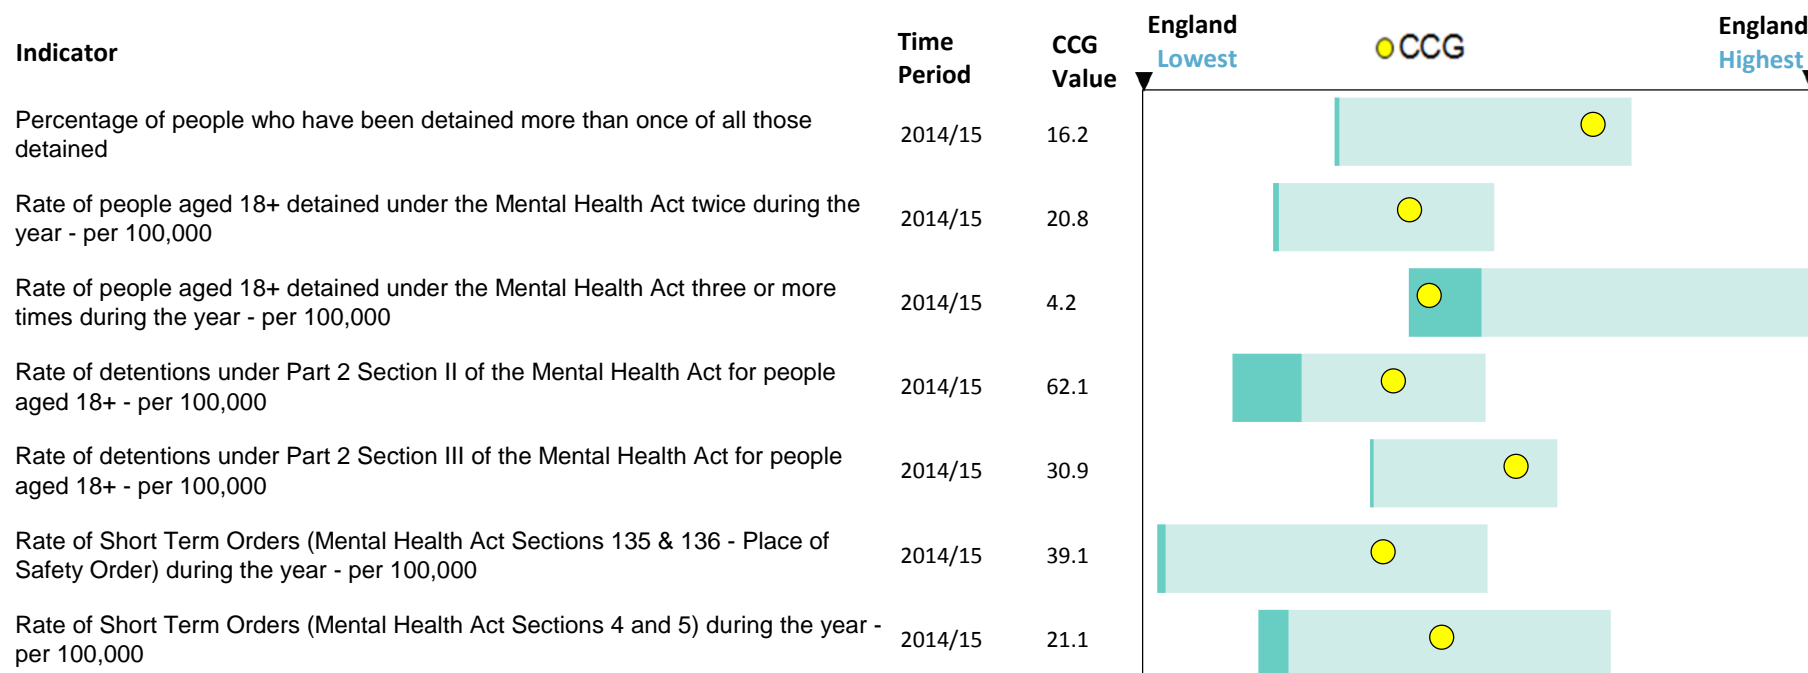 Indicator
Time
Period
CCG
Value
England
Lowest
CCG
England
Highest
Percentage of people who have been detained more than once of all those
detained
2014/15
16.2
Rate of people aged 18+ detained under the Mental Health Act twice during the
year - per 100,000
2014/15
20.8
Rate of people aged 18+ detained under the Mental Health Act three or more
times during the year - per 100,000
2014/15
4.2
Rate of detentions under Part 2 Section II of the Mental Health Act for people
aged 18+ - per 100,000
2014/15
62.1
Rate of detentions under Part 2 Section III of the Mental Health Act for people
aged 18+ - per 100,000
2014/15
30.9
Rate of Short Term Orders (Mental Health Act Sections 135 & 136 - Place of
Safety Order) during the year - per 100,000
2014/15
39.1
Rate of Short Term Orders (Mental Health Act Sections 4 and 5) during the year -
per 100,000
2014/15
21.1